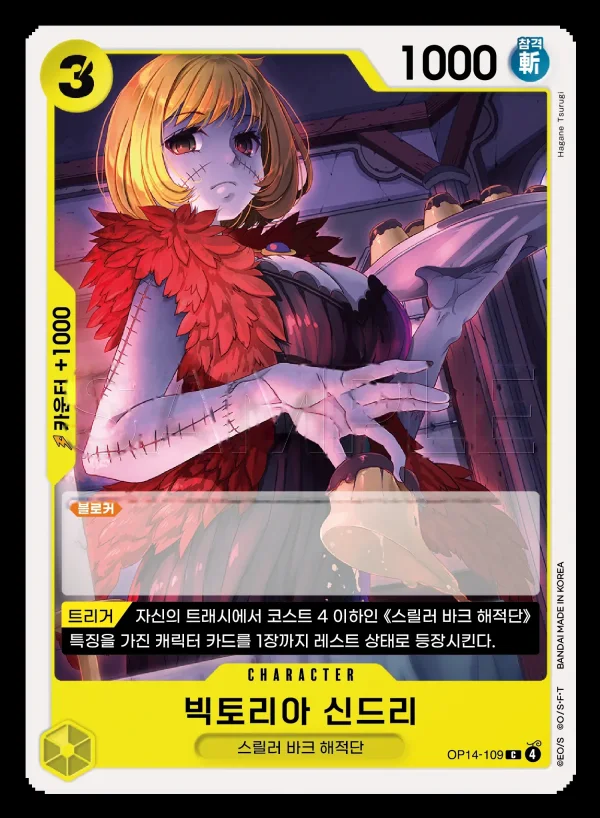 3
1000
참격
斬
Hagane Tsurugi
카운터 +1000
SAMPLE
블로커
트리거 자신의 트래시에서 코스트 4 이하인 《스릴러 바크 해적단》
특징을 가진 캐릭터 카드를 1장까지 레스트 상태로 등장시킨다.
CHARACTER
빅토리아 신드리
스릴러 바크 해적단
OP14-109 C 4
©E.O/S ©O/S·F·T BANDAI MADE IN KOREA